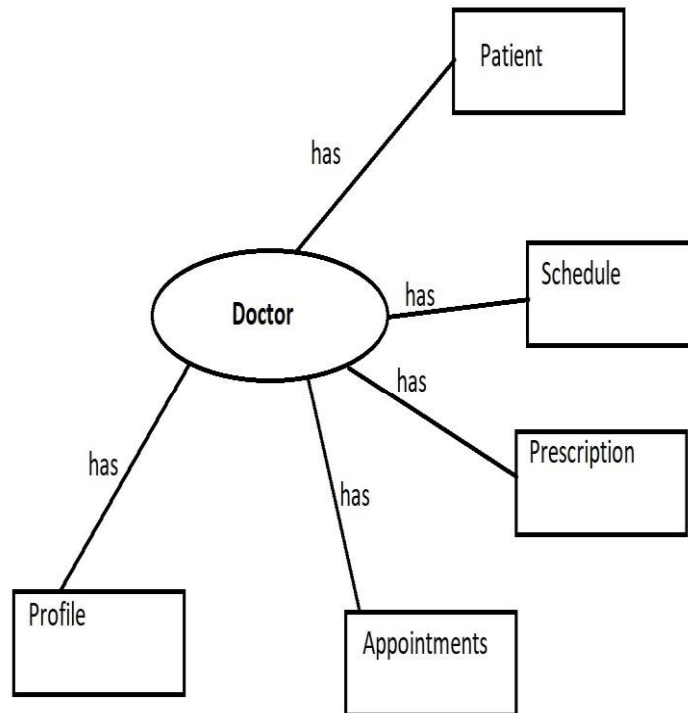 Patient
has
Schedule
has
Doctor
has
Prescription
has
has
Profile
Appointments